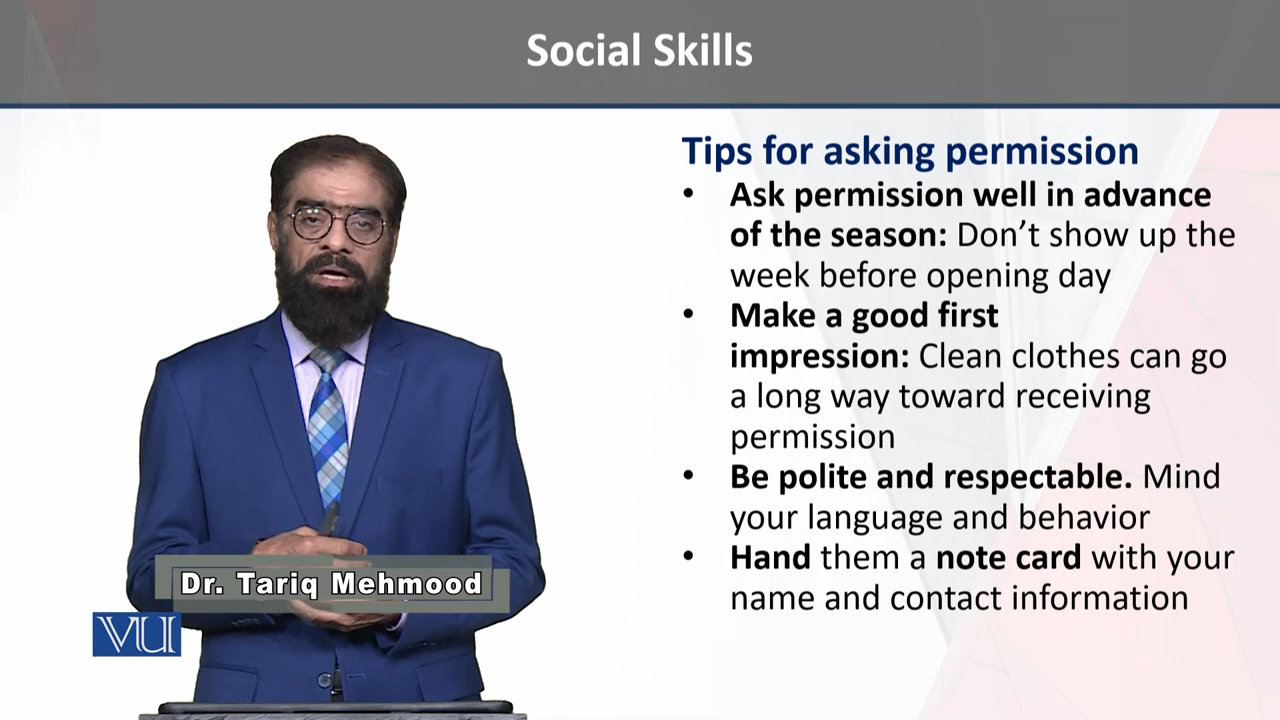 Social Skills
Tips for asking permission
• Ask permission well in advance
of the season: Don’t show up the
week before opening day
• Make a good first
impression: Clean clothes can go
a long way toward receiving
permission
• Be polite and respectable. Mind
your language and behavior
• Hand them a note card with your
name and contact information
Dr. Tariq Mehmood
VU